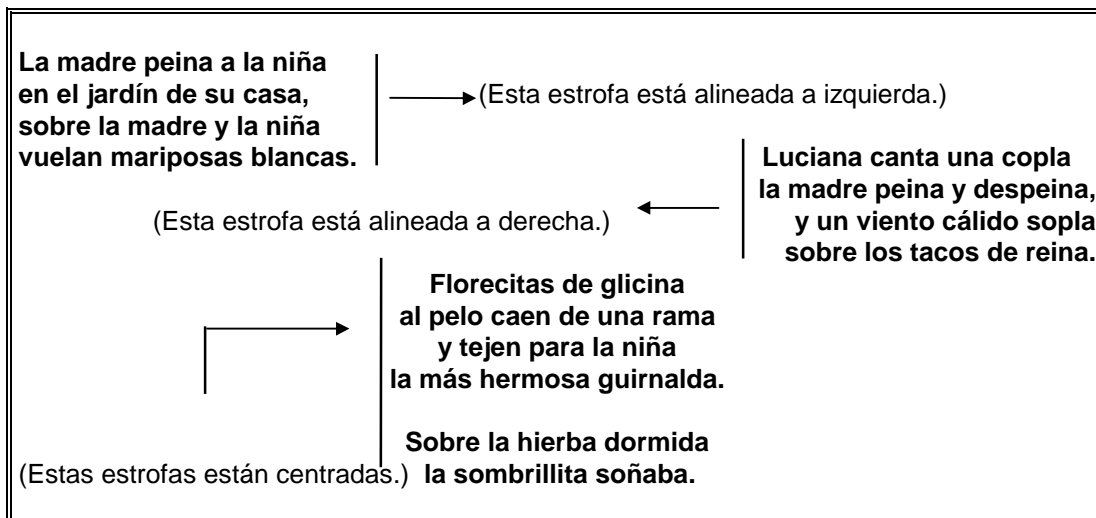 La madre peina a la niña
en el jardín de su casa,
sobre la madre y la niña
vuelan mariposas blancas.
(Esta estrofa está alineada a izquierda.)
Luciana canta una copla
la madre peina y despeina,
y un viento cálido sopla
sobre los tacos de reina.
(Esta estrofa está alineada a derecha.)
Florecitas de glicina
al pelo caen de una rama
y tejen para la niña
la más hermosa guirnalda.
Sobre la hierba dormida
la sombrillita soñaba.
(Estas estrofas están centradas.)